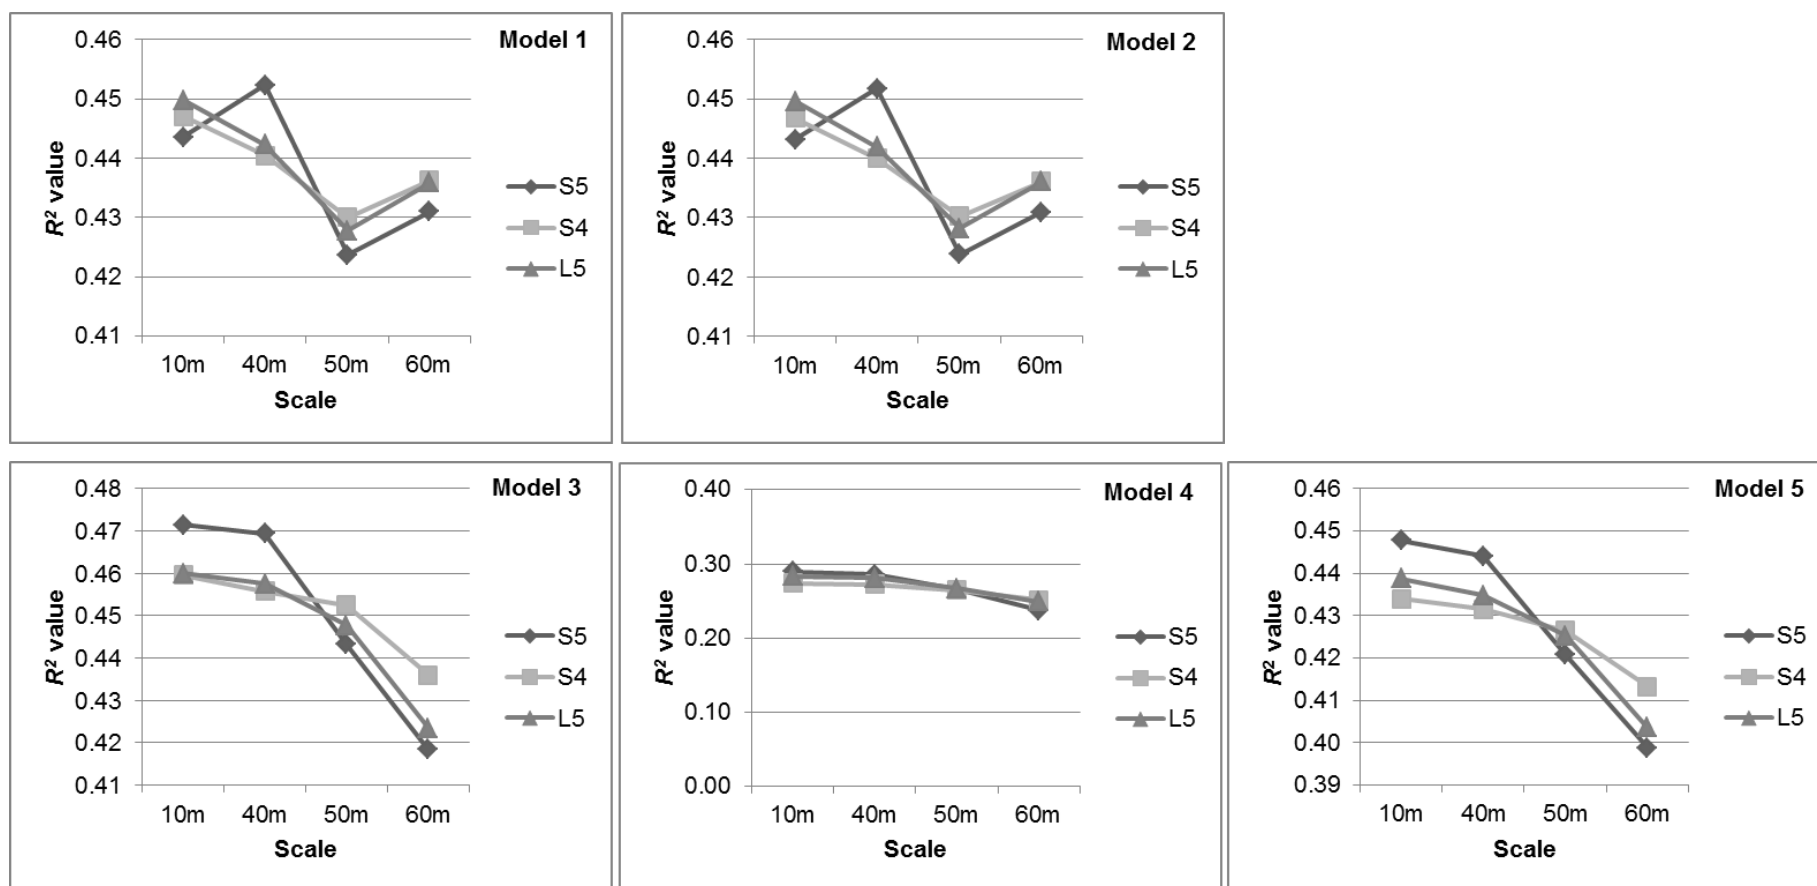 Model 1
0.46
0.45
0.44
0.43
0.42
0.41
R² value
10m 40m 50m 60m
Scale
S5
S4
L5
Model 2
0.46
0.45
0.44
0.43
0.42
0.41
R² value
10m 40m 50m 60m
Scale
S5
S4
L5
Model 3
0.48
0.47
0.46
0.45
0.44
0.43
0.42
0.41
R² value
10m 40m 50m 60m
Scale
S5
S4
L5
Model 4
0.40
0.30
0.20
0.10
0.00
R² value
10m 40m 50m 60m
Scale
S5
S4
L5
Model 5
0.46
0.45
0.44
0.43
0.42
0.41
0.40
0.39
R² value
10m 40m 50m 60m
Scale
S5
S4
L5